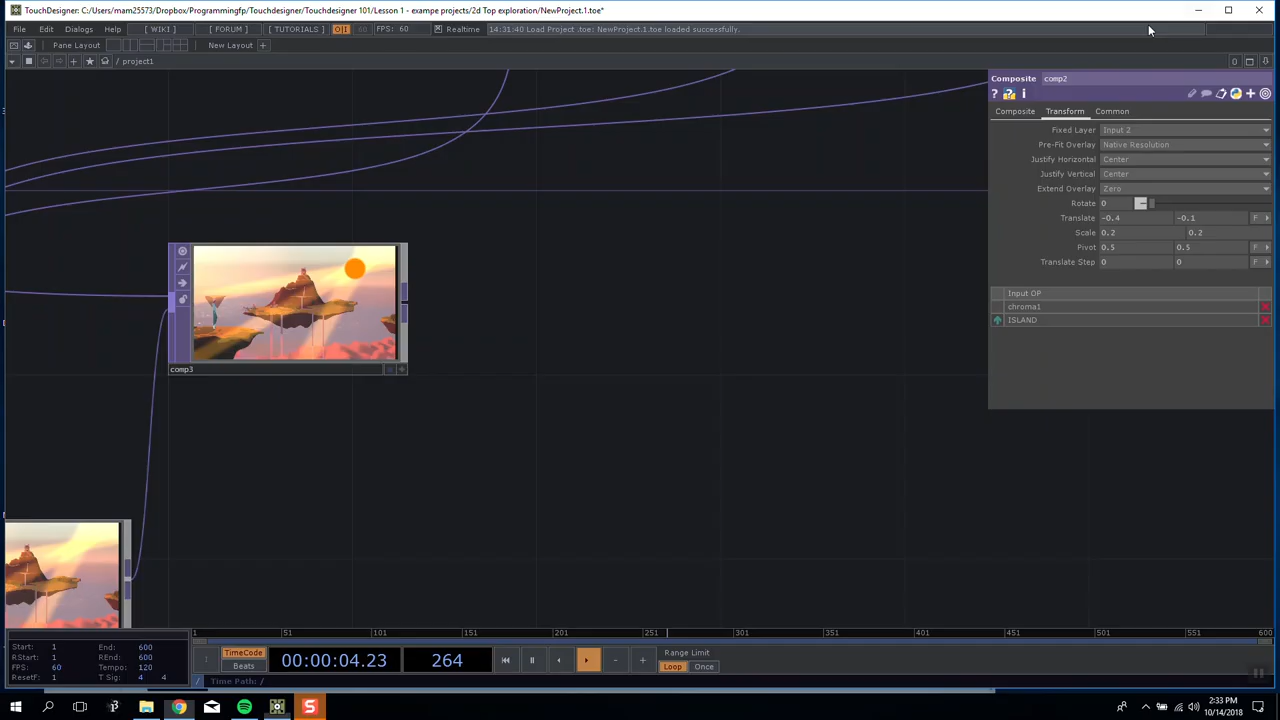 TouchDesigner: C:/Users/mam25573/Dropbox/Programmingfp/Touchdesigner/Touchdesigner 101/Lesson 1 - exampe projects/2d Top exploration/NewProject.1.toe*
File Edit Dialogs Help [ WIKI ] [ FORUM ] [ TUTORIALS ] O|I 60 FPS: 60 Realtime 14:31:40 Load Project .toe: NewProject.1.toe loaded successfully.
Pane Layout New Layout +
/ project1
Composite comp2
Composite Transform Common
Fixed Layer Input 2
Pre-Fit Overlay Native Resolution
Justify Horizontal Center
Justify Vertical Center
Extend Overlay Zero
Rotate 0
Translate -0.4 -0.1 F
Scale 0.2 0.2
Pivot 0.5 0.5 F
Translate Step 0 0 F
Input OP
chroma1
ISLAND
comp3
1 51 101 151 201 251 301 351 401 451 501 551 600
Start: 1 End: 600
RStart: 1 REnd: 600
FPS: 60 Tempo: 120
ResetF: 1 T Sig: 4 4
TimeCode
Beats
00:00:04.23
264
Range Limit
Loop Once
/ Time Path: /
2:33 PM
10/14/2018